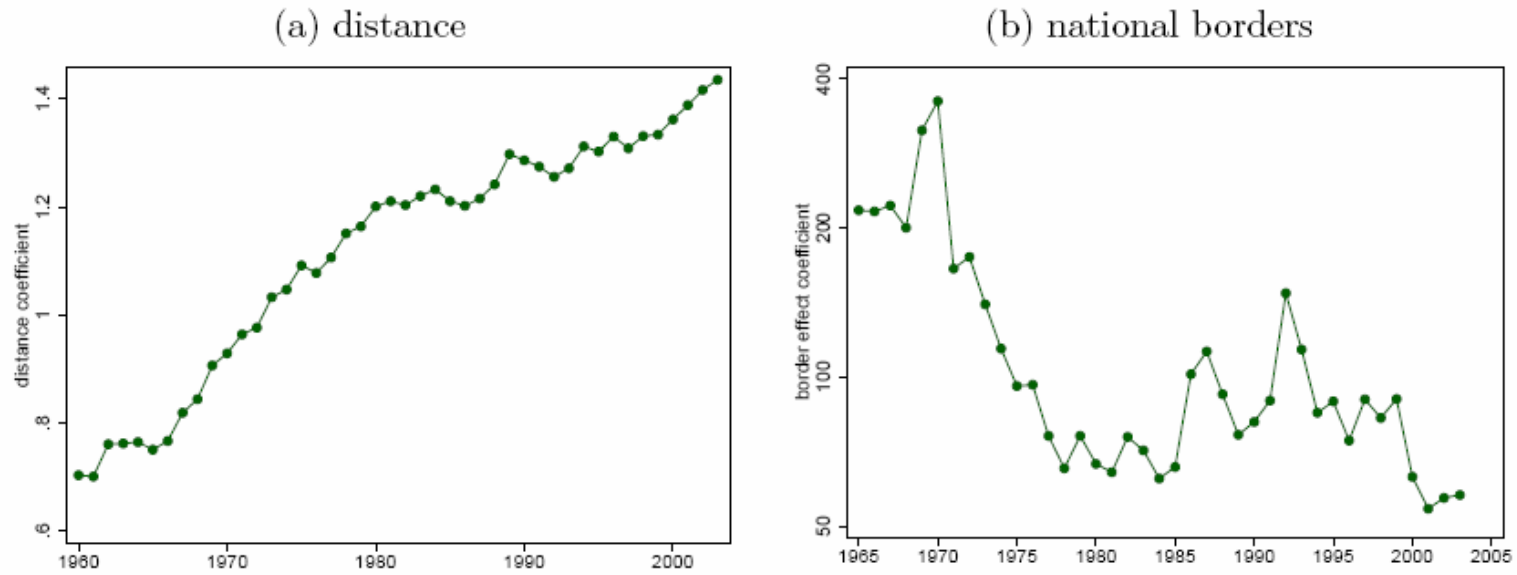 (a) distance
distance coefficient
1.4
1.2
1
.8
.6
1960 1970 1980 1990 2000
(b) national borders
border effect coefficient
400
200
100
50
1965 1970 1975 1980 1985 1990 1995 2000 2005